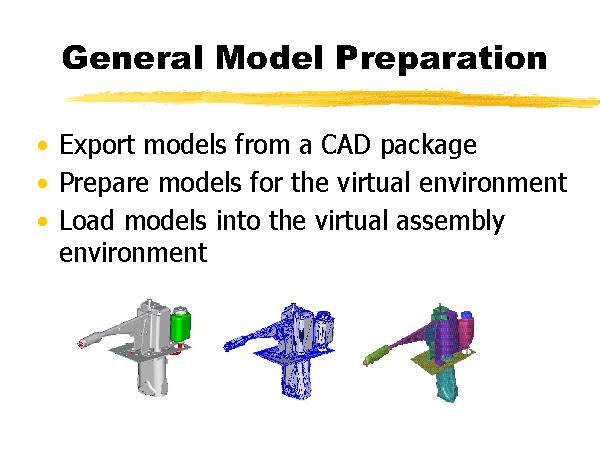 General Model Preparation
• Export models from a CAD package
• Prepare models for the virtual environment
• Load models into the virtual assembly
environment